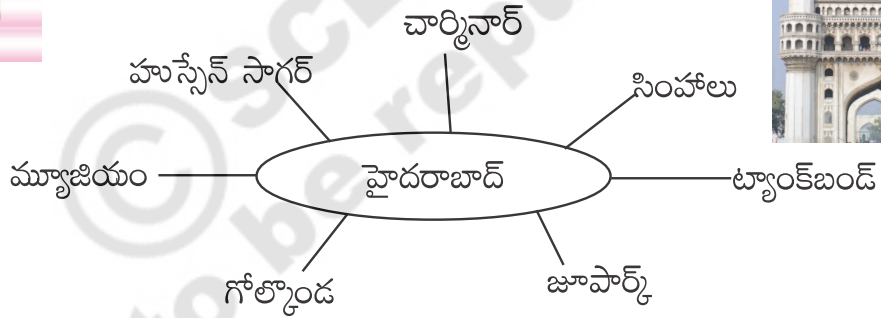 చార్మినార్
హుస్సేన్ సాగర్
సింహాలు
మ్యూజియం
హైదరాబాద్
ట్యాంక్‌బండ్
గోల్కొండ
జూపార్క్